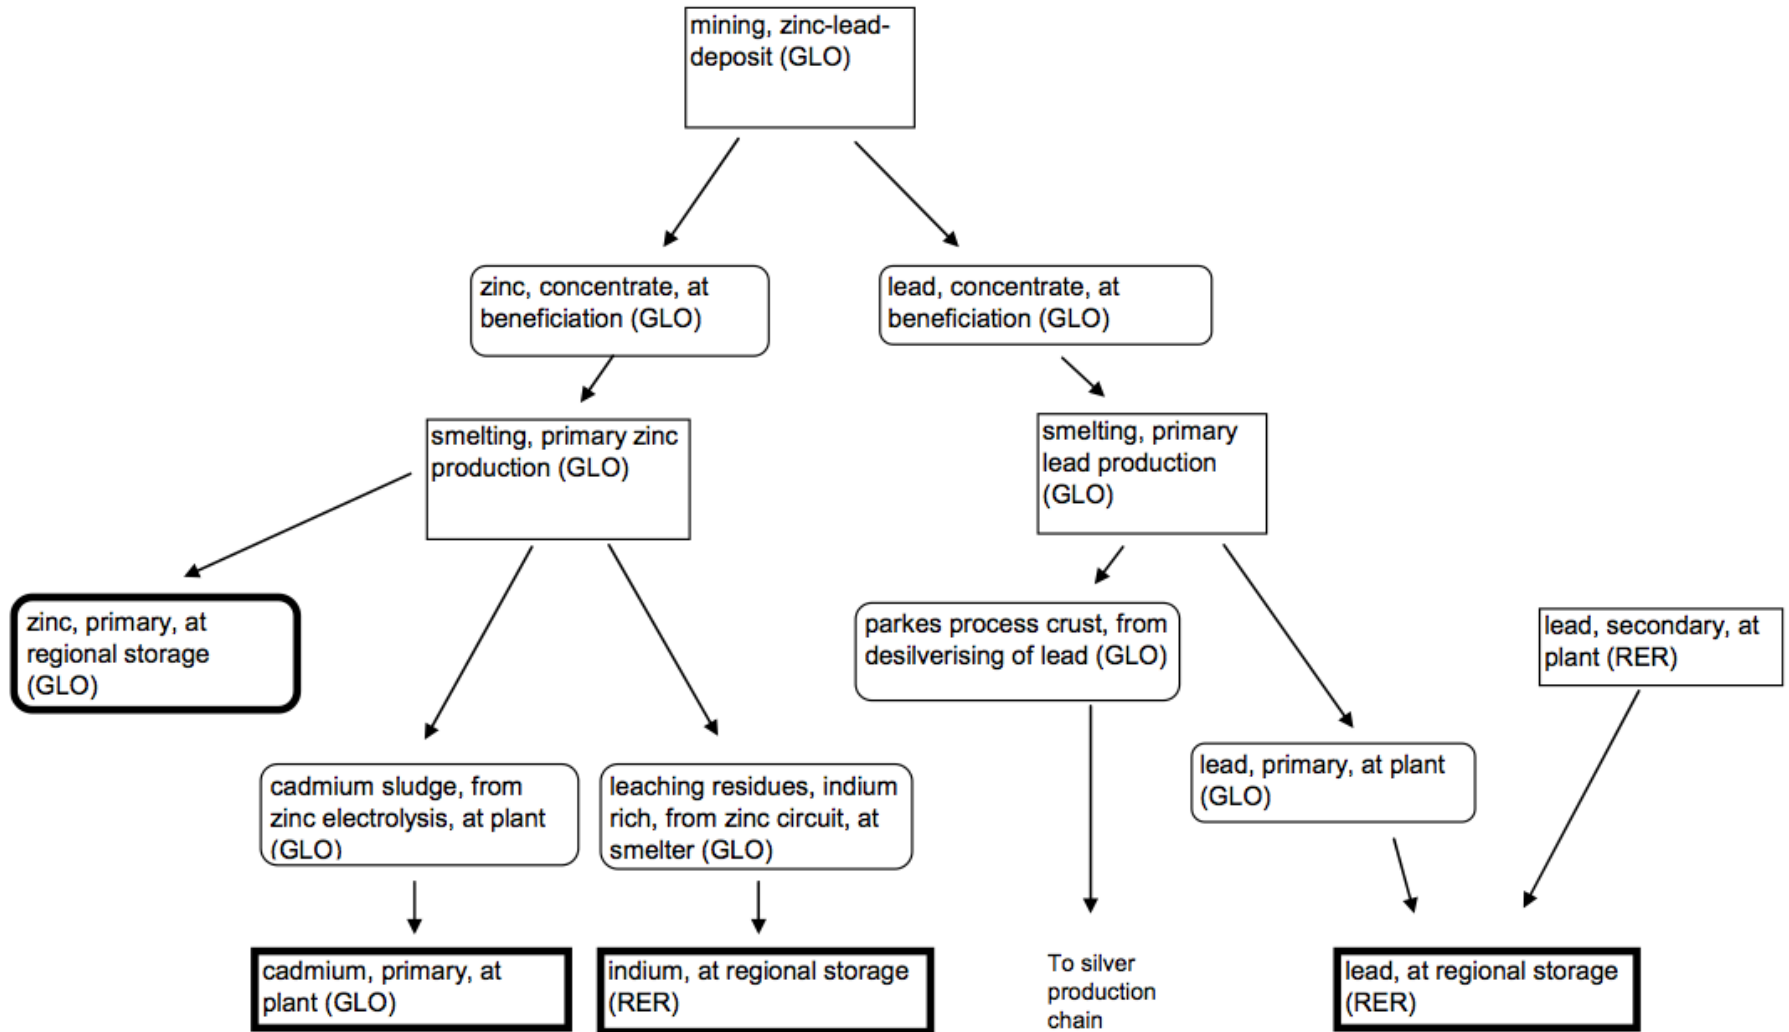 mining, zinc-lead-
deposit (GLO)
zinc, concentrate, at
beneficiation (GLO)
lead, concentrate, at
beneficiation (GLO)
smelting, primary zinc
production (GLO)
smelting, primary
lead production
(GLO)
zinc, primary, at
regional storage
(GLO)
parkes process crust, from
desilverising of lead (GLO)
lead, secondary, at
plant (RER)
cadmium sludge, from
zinc electrolysis, at plant
(GLO)
leaching residues, indium
rich, from zinc circuit, at
smelter (GLO)
lead, primary, at plant
(GLO)
cadmium, primary, at
plant (GLO)
indium, at regional storage
(RER)
To silver
production
chain
lead, at regional storage
(RER)